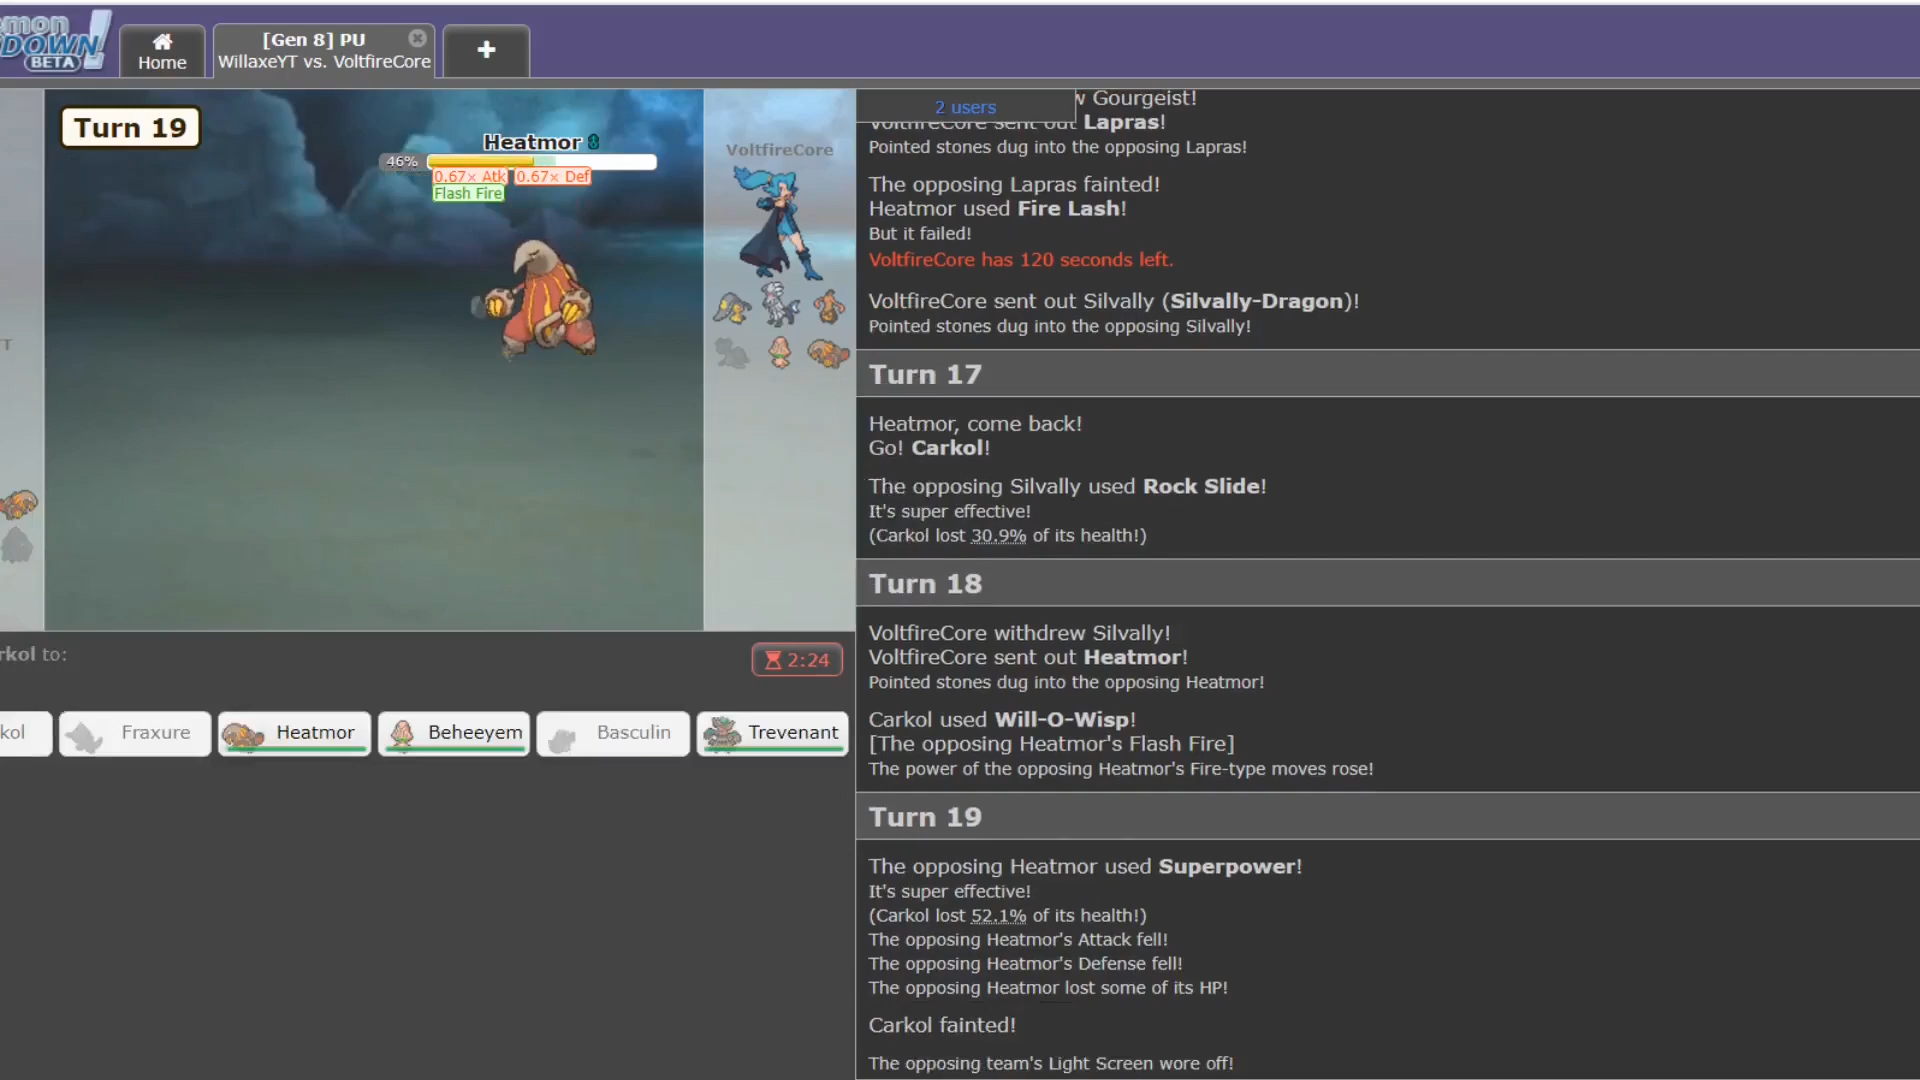 mon
DOWN!
BETA
Home
[Gen 8] PU
WillaxeYT vs. VoltfireCore
+
Turn 19
Heatmor
46%
0.67× Atk 0.67× Def
Flash Fire
VoltfireCore
T
rkol to:
2:24
kol
Fraxure
Heatmor
Beheeyem
Basculin
Trevenant
2 users
Gourgeist!
VoltfireCore sent out Lapras!
Pointed stones dug into the opposing Lapras!
The opposing Lapras fainted!
Heatmor used Fire Lash!
But it failed!
VoltfireCore has 120 seconds left.
VoltfireCore sent out Silvally (Silvally-Dragon)!
Pointed stones dug into the opposing Silvally!
Turn 17
Heatmor, come back!
Go! Carkol!
The opposing Silvally used Rock Slide!
It's super effective!
(Carkol lost 30.9% of its health!)
Turn 18
VoltfireCore withdrew Silvally!
VoltfireCore sent out Heatmor!
Pointed stones dug into the opposing Heatmor!
Carkol used Will-O-Wisp!
[The opposing Heatmor's Flash Fire]
The power of the opposing Heatmor's Fire-type moves rose!
Turn 19
The opposing Heatmor used Superpower!
It's super effective!
(Carkol lost 52.1% of its health!)
The opposing Heatmor's Attack fell!
The opposing Heatmor's Defense fell!
The opposing Heatmor lost some of its HP!
Carkol fainted!
The opposing team's Light Screen wore off!